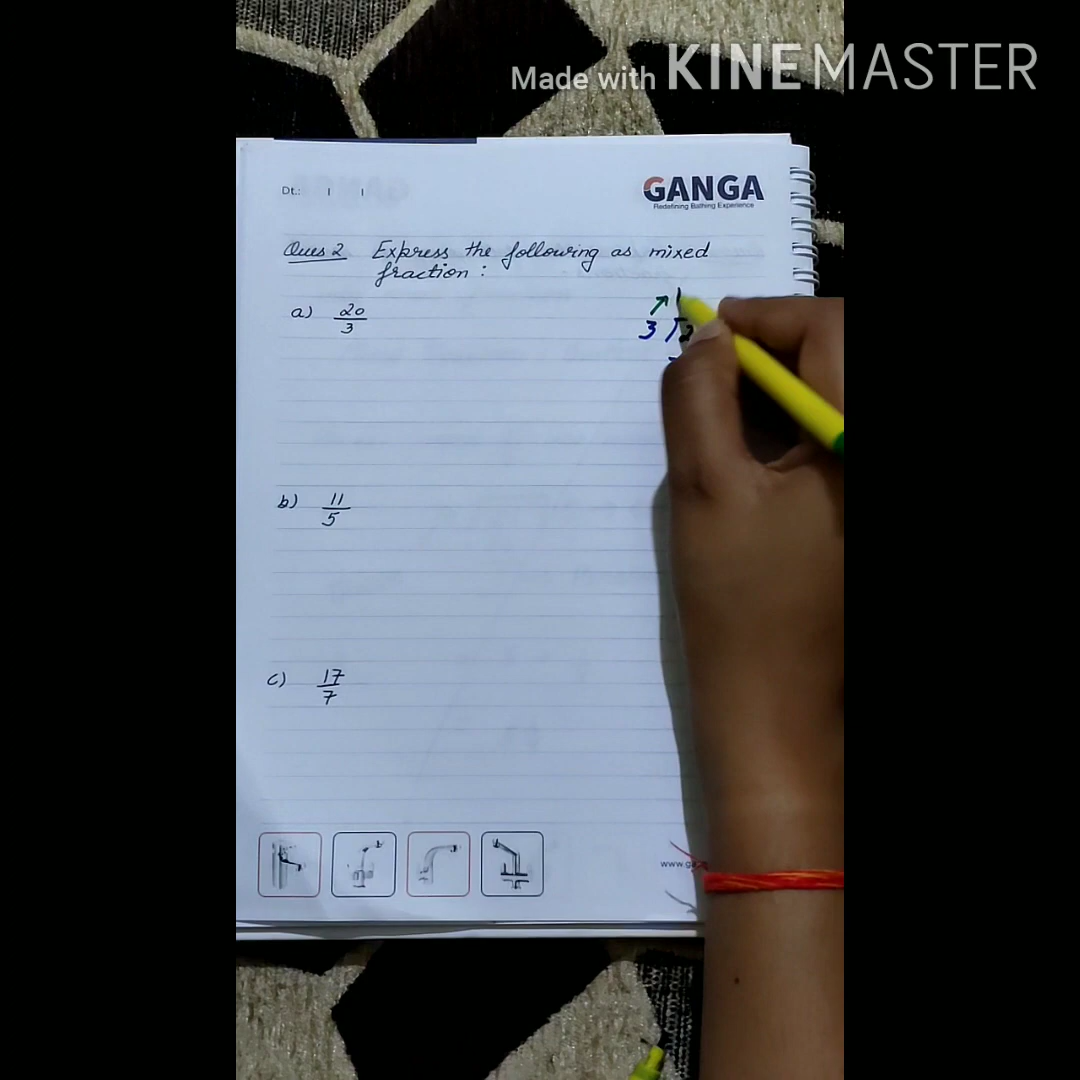 Made with KINEMASTER
Dt.: / /
GANGA
Redefining Bathing Experience
Ques 2 Express the following as mixed
fraction :
a) 20/3
3 2
b) 11/5
c) 17/7